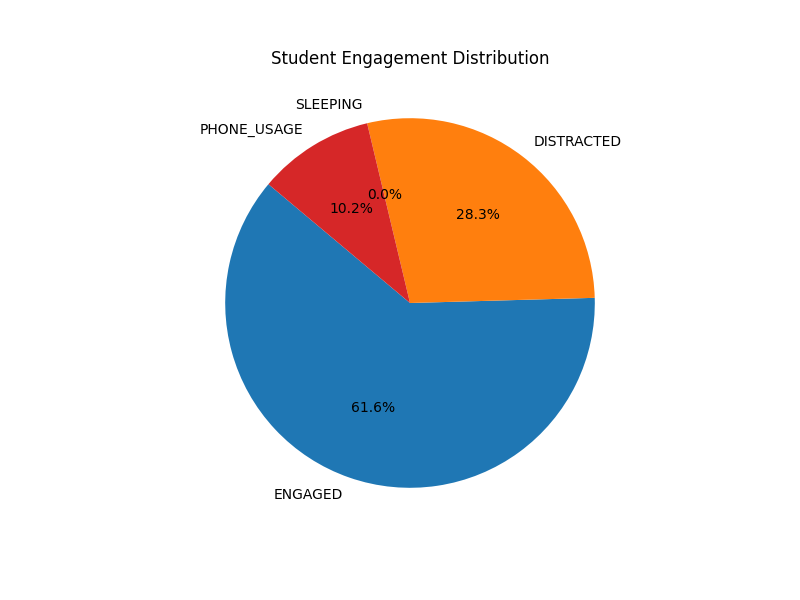 Student Engagement Distribution
SLEEPING
PHONE_USAGE
DISTRACTED
0.0%
10.2%
28.3%
61.6%
ENGAGED